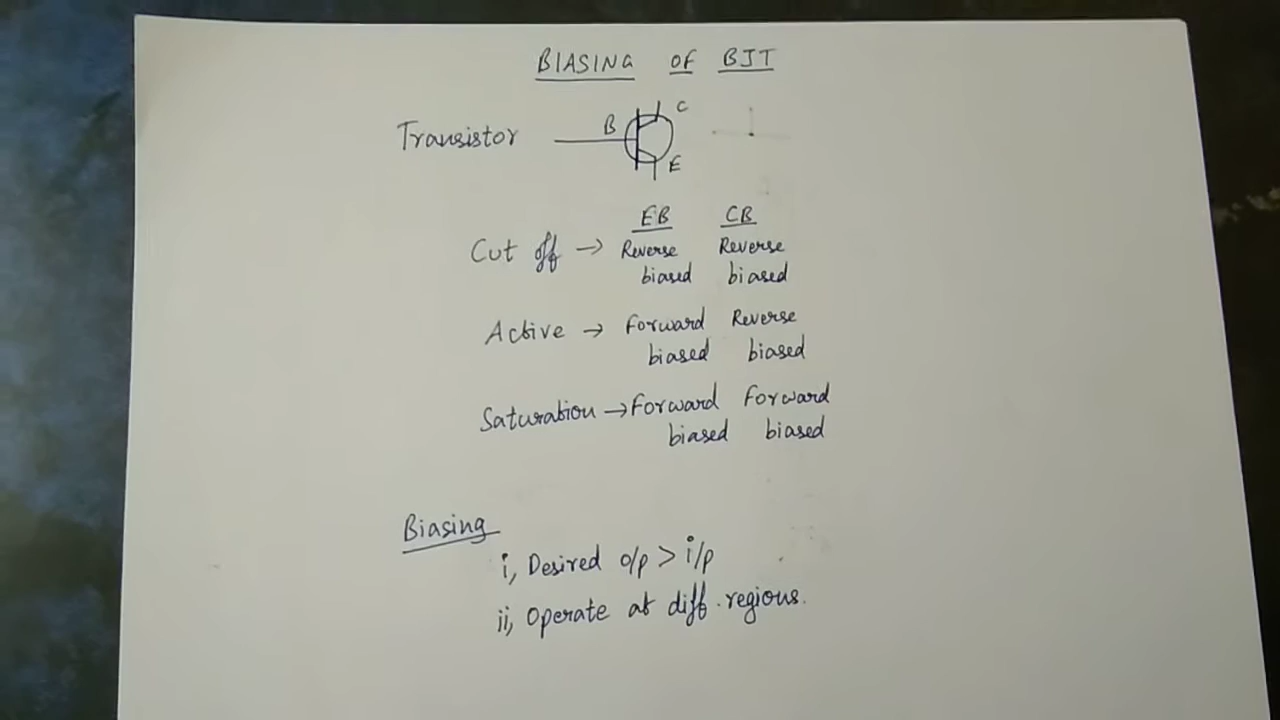 BIASING OF BJT
C
Transistor B
E
EB CB
Cut off → Reverse Reverse
biased biased
Active → Forward Reverse
biased biased
Saturation → Forward Forward
biased biased
Biasing
i, Desired o/p > i/p
ii, Operate at diff. regions.